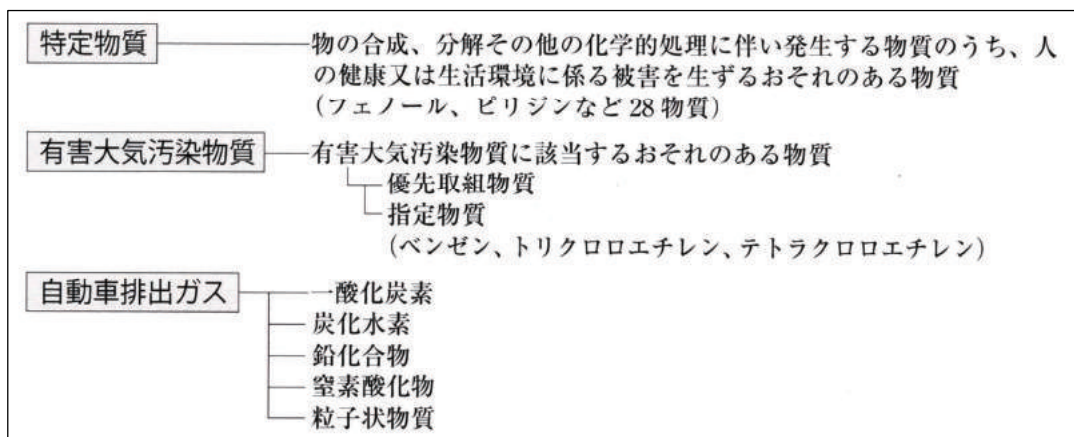 特定物質 物の合成、分解その他の化学的処理に伴い発生する物質のうち、人
の健康又は生活環境に係る被害を生ずるおそれのある物質
(フェノール、ピリジンなど28物質)
有害大気汚染物質 有害大気汚染物質に該当するおそれのある物質
優先取組物質
指定物質
(ベンゼン、トリクロロエチレン、テトラクロロエチレン)
自動車排出ガス 一酸化炭素
炭化水素
鉛化合物
窒素酸化物
粒子状物質